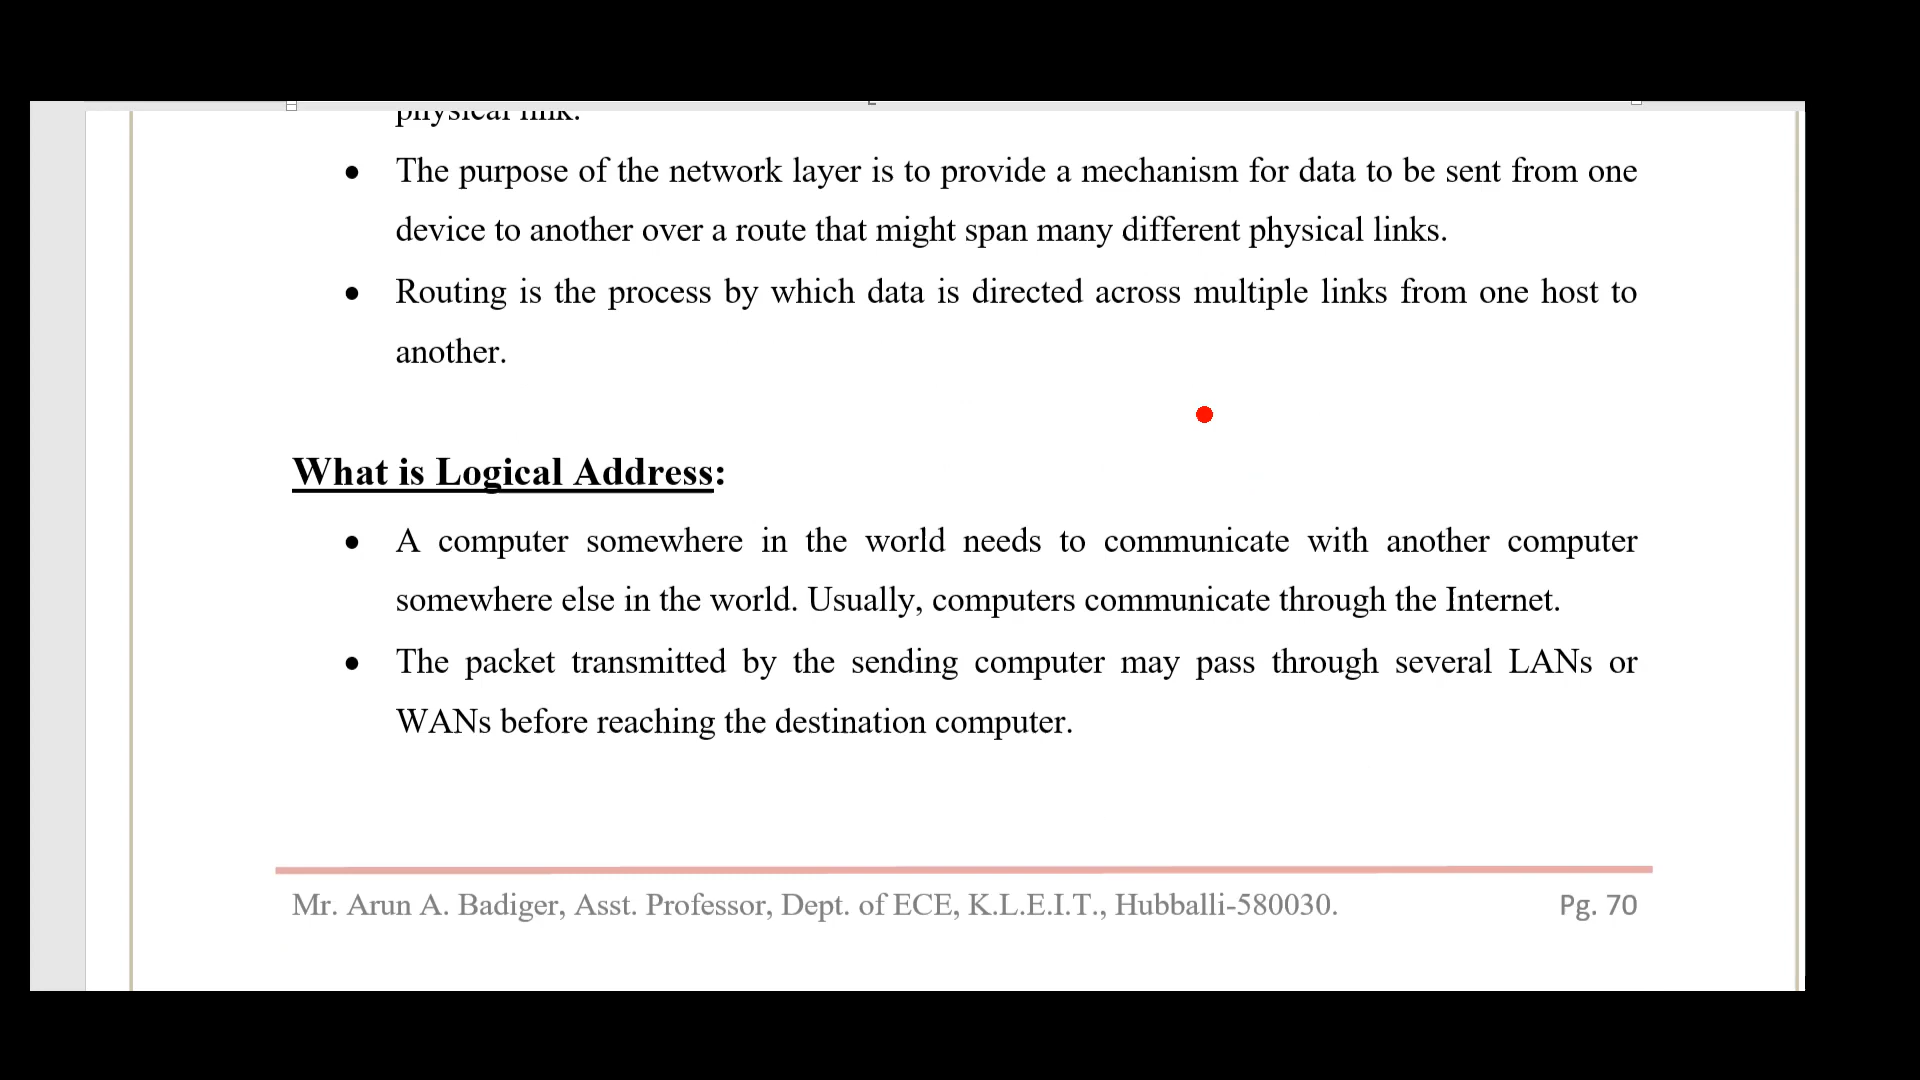 physical link.
• The purpose of the network layer is to provide a mechanism for data to be sent from one
device to another over a route that might span many different physical links.
• Routing is the process by which data is directed across multiple links from one host to
another.
What is Logical Address:
• A computer somewhere in the world needs to communicate with another computer
somewhere else in the world. Usually, computers communicate through the Internet.
• The packet transmitted by the sending computer may pass through several LANs or
WANs before reaching the destination computer.
Mr. Arun A. Badiger, Asst. Professor, Dept. of ECE, K.L.E.I.T., Hubballi-580030. Pg. 70